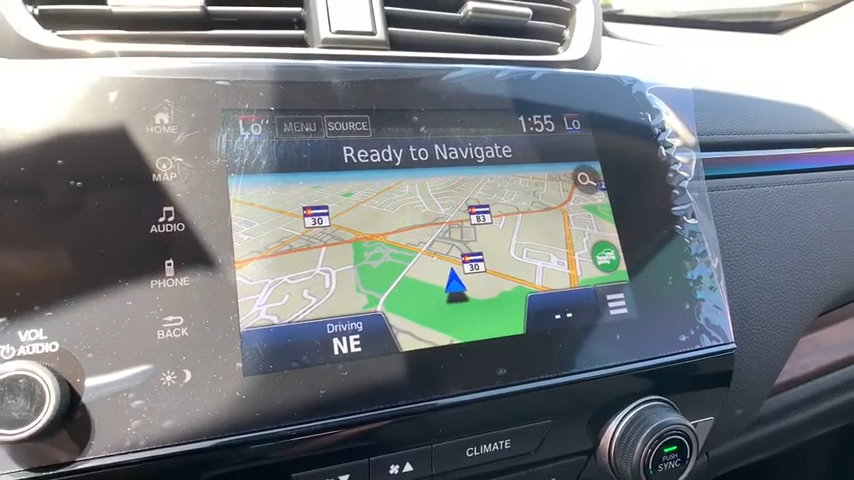 HOME
Lo
MENU
SOURCE
1:55
Lo
Ready to Navigate
MAP
30
83
AUDIO
30
PHONE
Driving
NE
--
BACK
VOL
AUDIO
CLIMATE
PUSH
SYNC